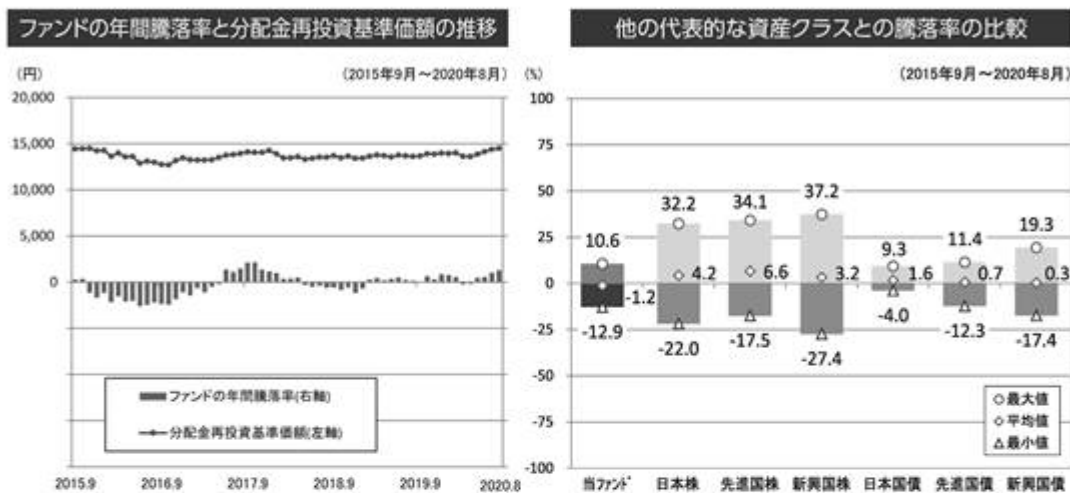 ファンドの年間騰落率と分配金再投資基準価額の推移
(円)
(2015年9月～2020年8月)
20,000
15,000
10,000
5,000
0
ファンドの年間騰落率(右軸)
分配金再投資基準価額(左軸)
2015.9 2016.9 2017.9 2018.9 2019.9 2020.8
他の代表的な資産クラスとの騰落率の比較
(%)
(2015年9月～2020年8月)
100
75
50
25
0
-25
-50
-75
-100
10.6 32.2 34.1 37.2 9.3 11.4 19.3
-1.2 4.2 6.6 3.2 1.6 0.7 0.3
-12.9 -22.0 -17.5 -27.4 -4.0 -12.3 -17.4
最大値
平均値
最小値
当ファンド 日本株 先進国株 新興国株 日本国債 先進国債 新興国債